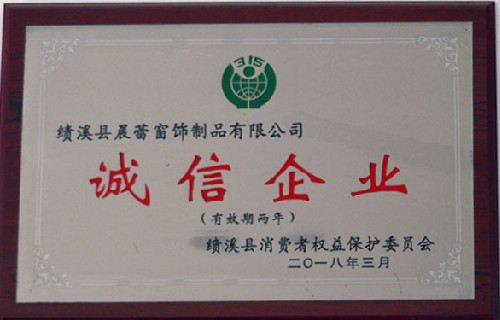 315
绩溪县展蕾窗饰制品有限公司
诚信企业
(有效期两年)
绩溪县消费者权益保护委员会
二〇一八年三月